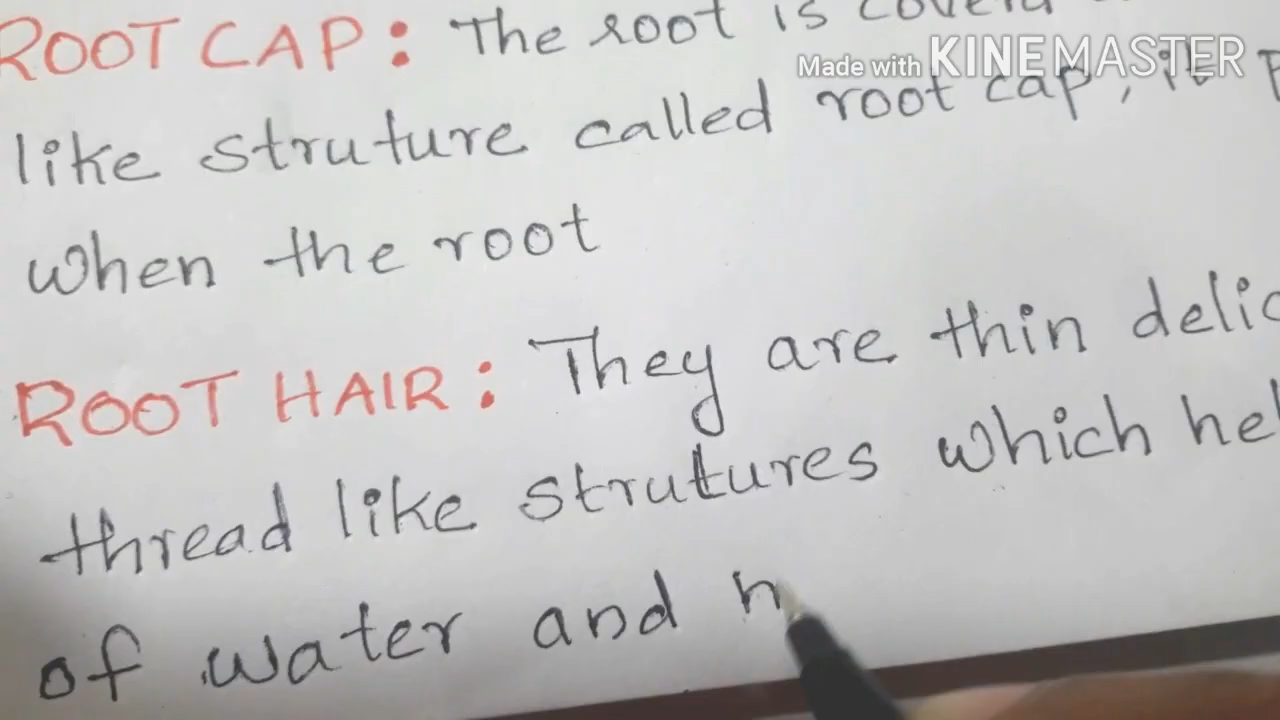 ROOT CAP: The root is
Made with KINEMASTER
like struture called root cap, it
when the root
ROOT HAIR: They are thin
thread like strutures which
of water and